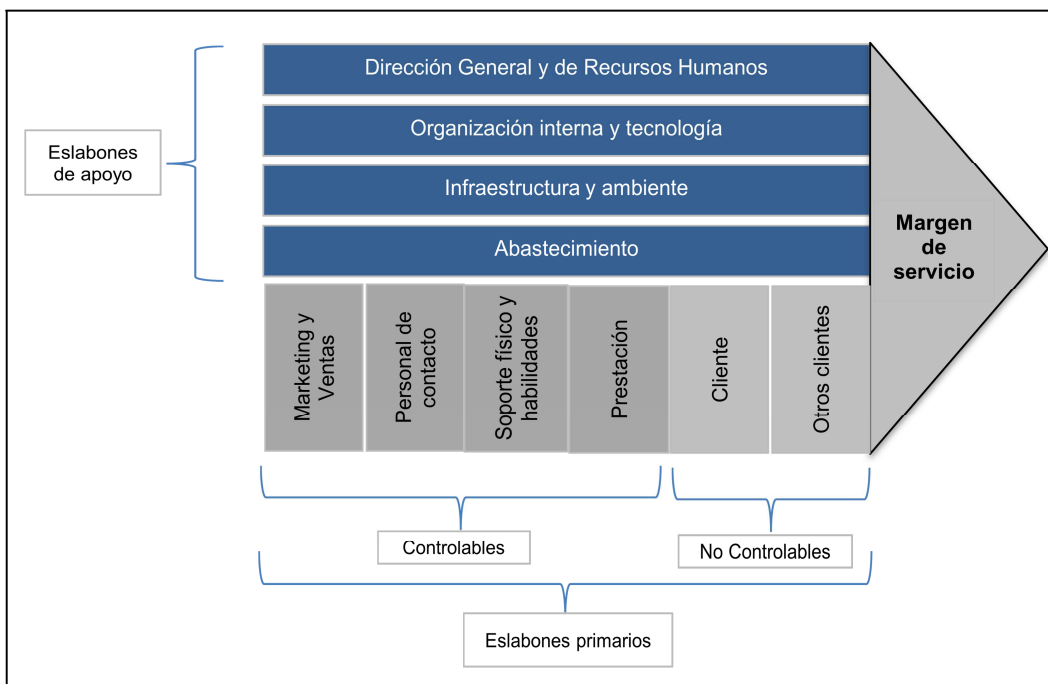 Dirección General y de Recursos Humanos
Organización interna y tecnología
Infraestructura y ambiente
Abastecimiento
Eslabones
de apoyo
Margen
de
servicio
Marketing y
Ventas
Personal de
contacto
Soporte físico y
habilidades
Prestación
Cliente
Otros clientes
Controlables
No Controlables
Eslabones primarios